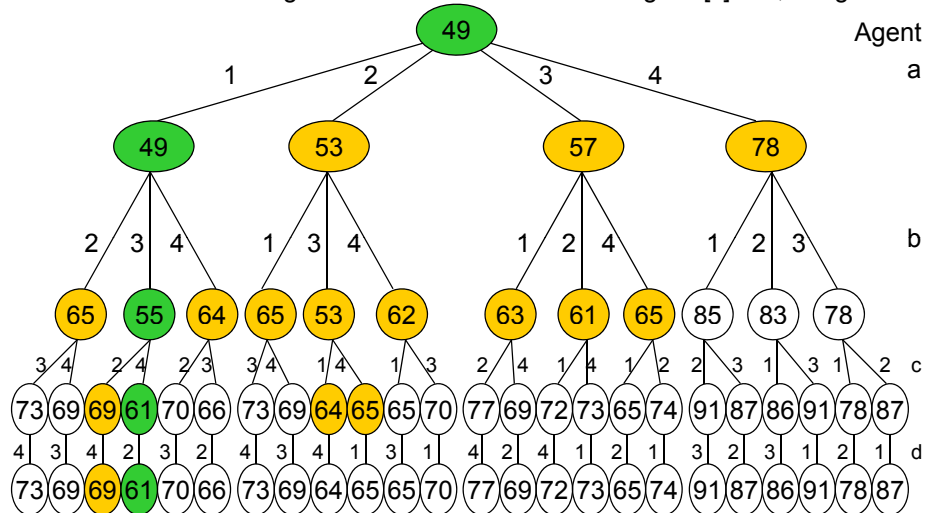 49
Agent
1 2 3 4 a
49 53 57 78
2 3 4 1 3 4 1 2 4 1 2 3 b
65 55 64 65 53 62 63 61 65 85 83 78
3 4 2 4 2 3 3 4 1 4 1 3 2 4 1 4 1 2 2 3 1 3 1 2 c
73 69 69 61 70 66 73 69 64 65 65 70 77 69 72 73 65 74 91 87 86 91 78 87
4 3 4 2 3 2 4 3 4 1 3 1 4 2 4 1 2 1 3 2 3 1 2 1 d
73 69 69 61 70 66 73 69 64 65 65 70 77 69 72 73 65 74 91 87 86 91 78 87